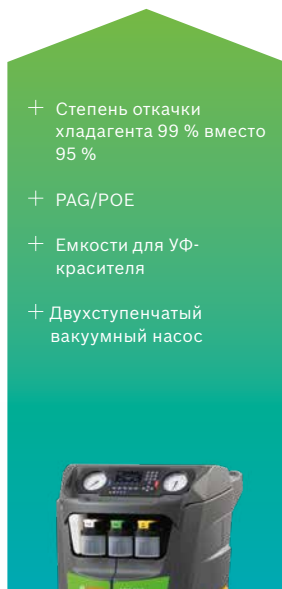 + Степень откачки
хладагента 99 % вместо
95 %
+ PAG/POE
+ Емкости для УФ-
красителя
+ Двухступенчатый
вакуумный насос